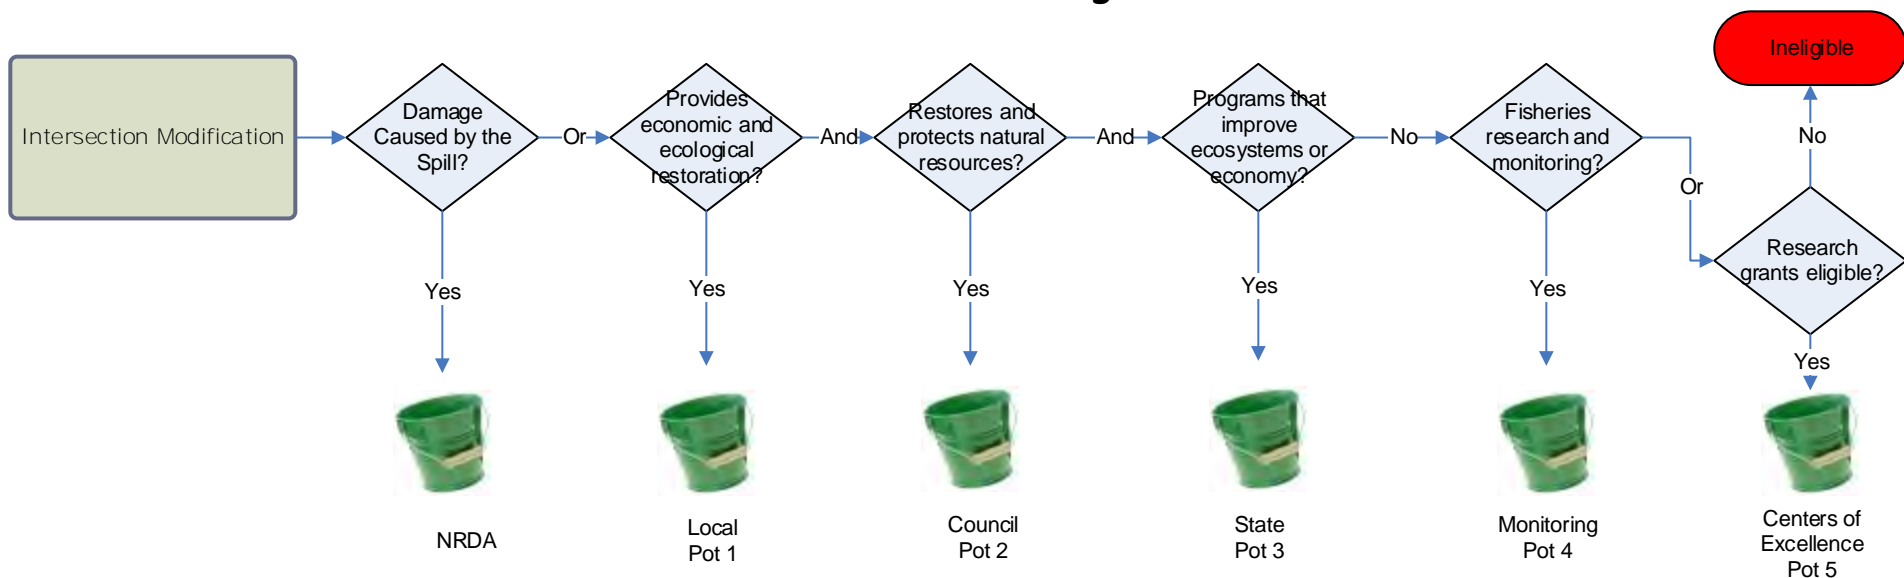 Intersection Modification
Damage
Caused by the
Spill?
Or
Provides
economic and
ecological
restoration?
And
Restores and
protects natural
resources?
And
Programs that
improve
ecosystems or
economy?
No
Fisheries
research and
monitoring?
Or
Research
grants eligible?
No
Ineligible
Yes
Yes
Yes
Yes
Yes
Yes
NRDA
Local
Pot 1
Council
Pot 2
State
Pot 3
Monitoring
Pot 4
Centers of
Excellence
Pot 5